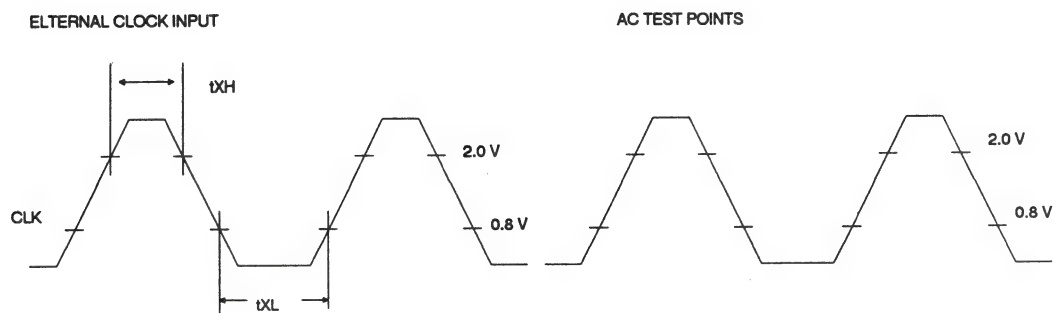 ELTERNAL CLOCK INPUT
AC TEST POINTS
tXH
2.0 V
CLK
0.8 V
tXL
2.0 V
0.8 V